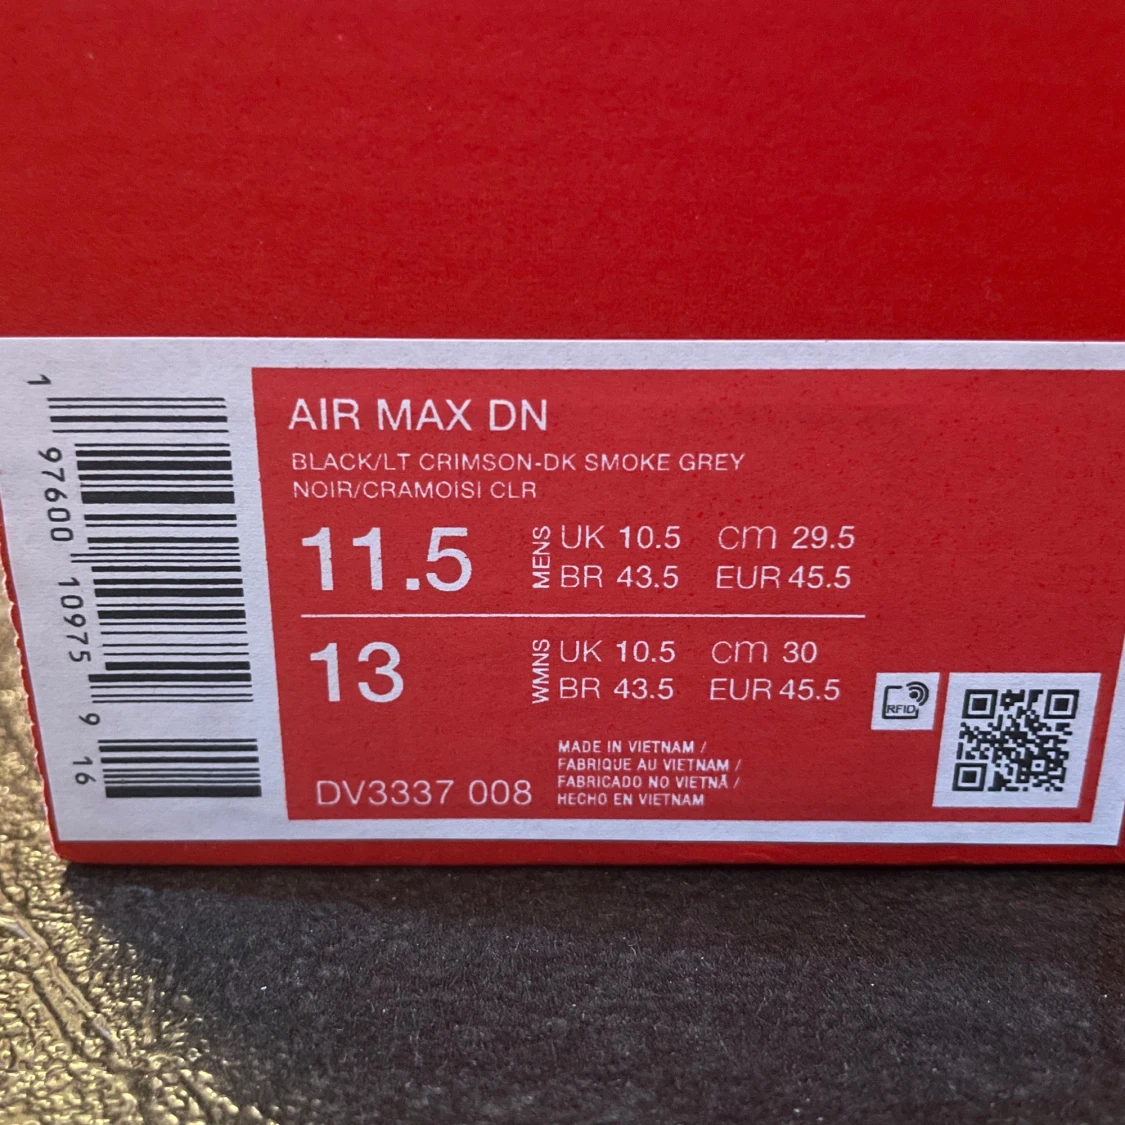 1 97600 10975 9 16
AIR MAX DN
BLACK/LT CRIMSON-DK SMOKE GREY
NOIR/CRAMOISI CLR
11.5 MENS UK 10.5 cm 29.5
BR 43.5 EUR 45.5
13 WMNS UK 10.5 cm 30
BR 43.5 EUR 45.5
RFID
MADE IN VIETNAM /
FABRIQUE AU VIETNAM /
FABRICADO NO VIETNÃ /
HECHO EN VIETNAM
DV3337 008